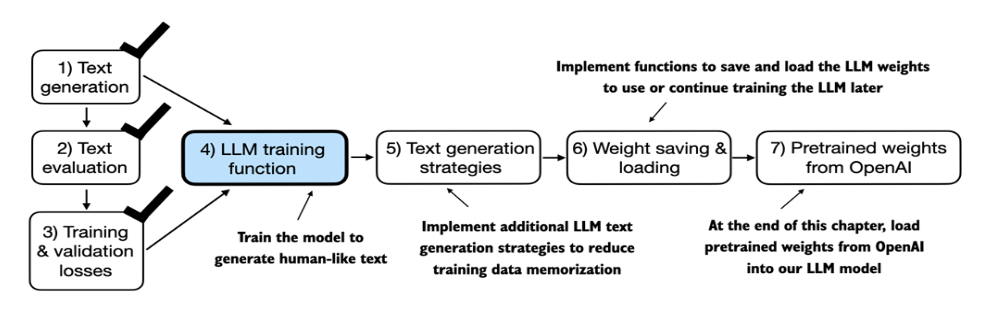 1) Text
generation
2) Text
evaluation
3) Training
& validation
losses
4) LLM training
function
Train the model to
generate human-like text
5) Text generation
strategies
Implement additional LLM text
generation strategies to reduce
training data memorization
Implement functions to save and load the LLM weights
to use or continue training the LLM later
6) Weight saving &
loading
7) Pretrained weights
from OpenAI
At the end of this chapter, load
pretrained weights from OpenAI
into our LLM model